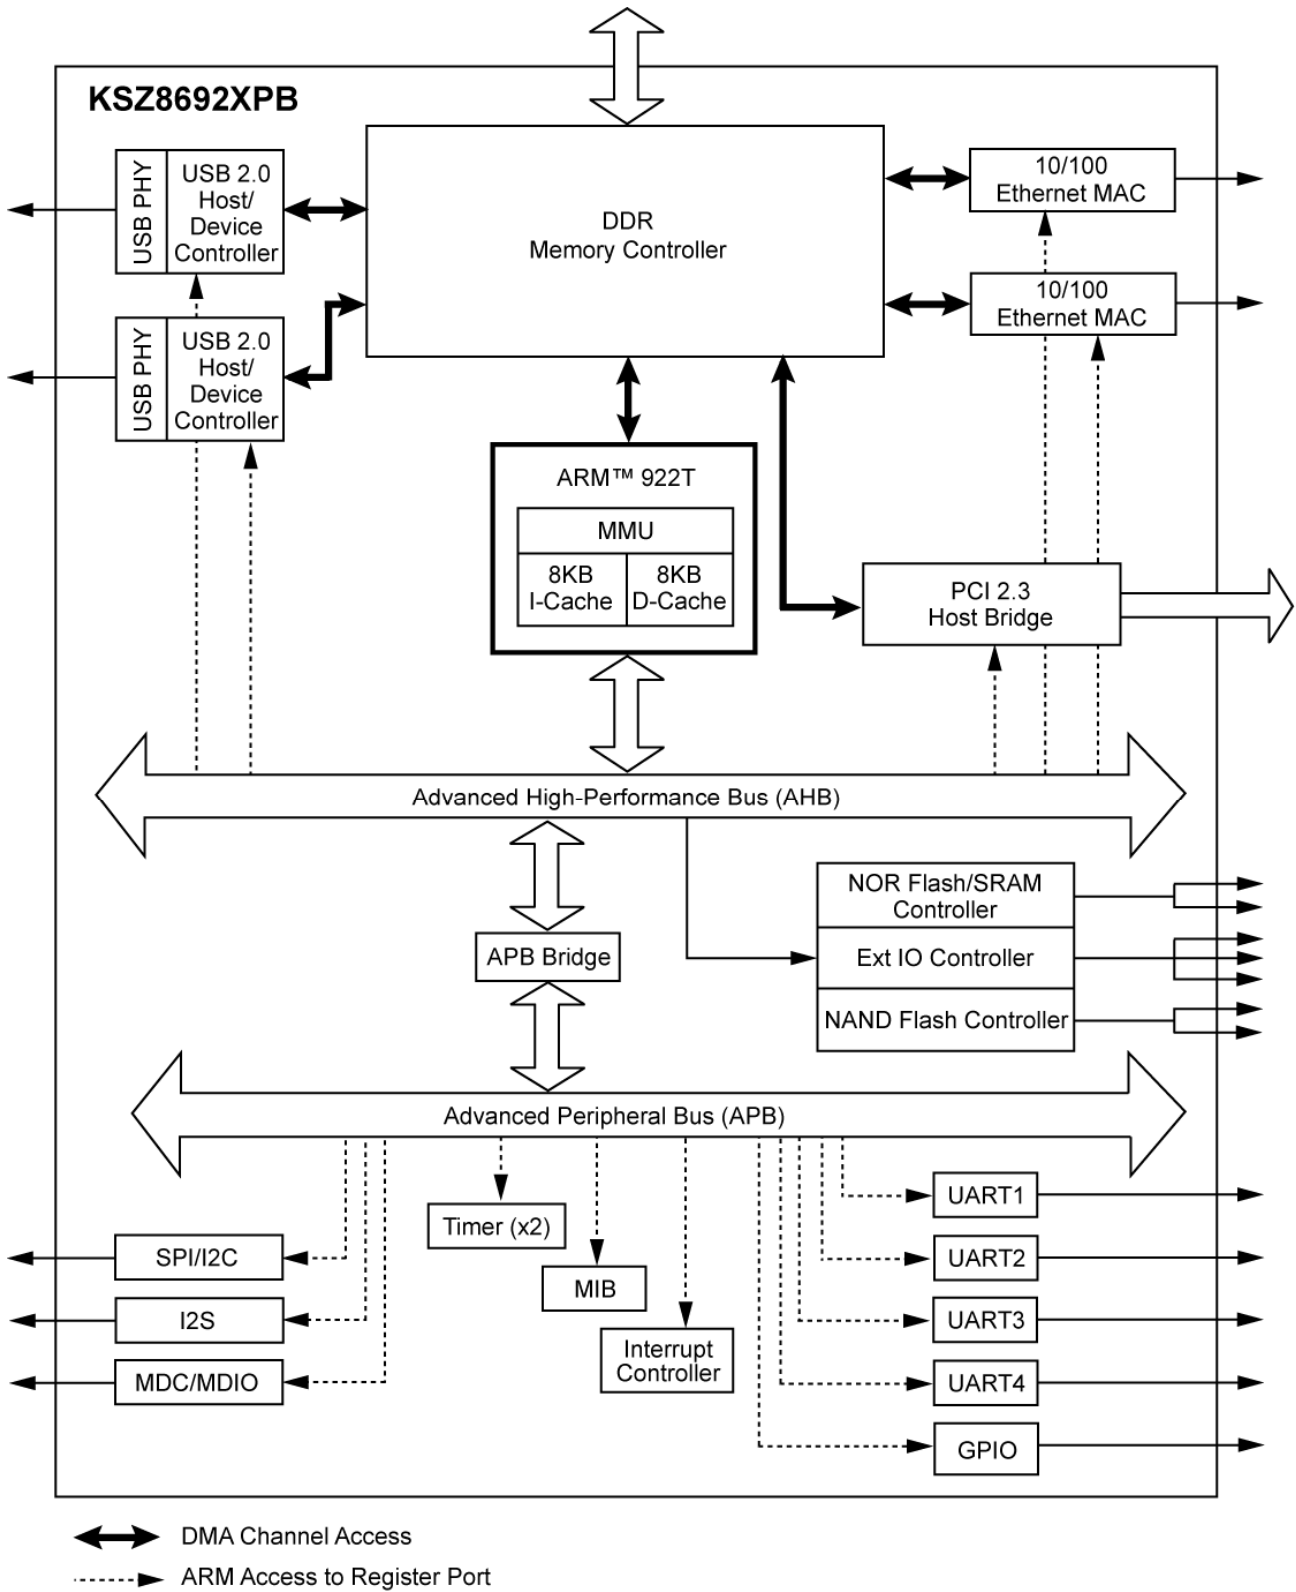 KSZ8692XPB
USB PHY
USB 2.0
Host/
Device
Controller
DDR
Memory Controller
10/100
Ethernet MAC
USB PHY
USB 2.0
Host/
Device
Controller
10/100
Ethernet MAC
ARM™ 922T
MMU
8KB
I-Cache
8KB
D-Cache
PCI 2.3
Host Bridge
Advanced High-Performance Bus (AHB)
NOR Flash/SRAM
Controller
APB Bridge
Ext IO Controller
NAND Flash Controller
Advanced Peripheral Bus (APB)
SPI/I2C
I2S
MDC/MDIO
Timer (x2)
MIB
Interrupt
Controller
UART1
UART2
UART3
UART4
GPIO
DMA Channel Access
ARM Access to Register Port